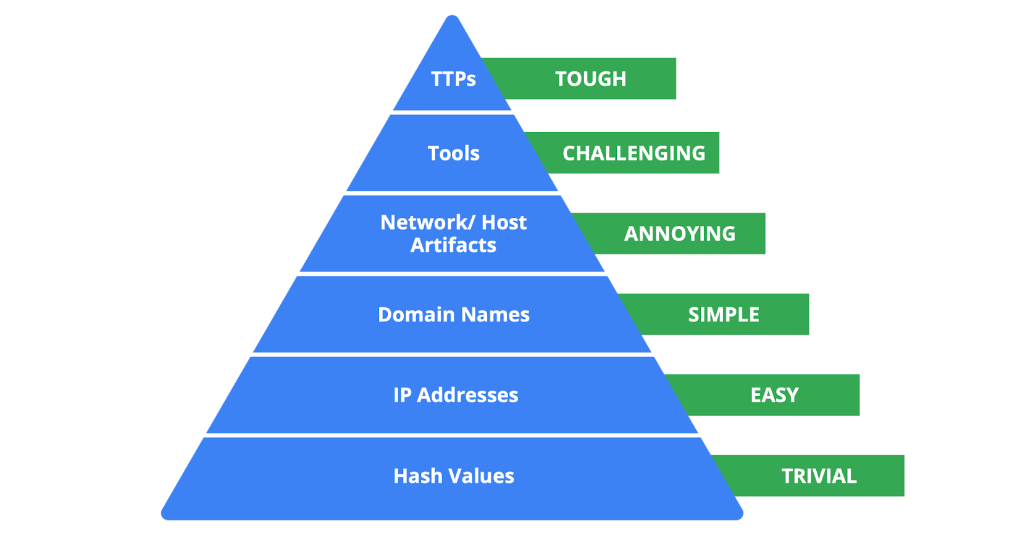 TTPs
TOUGH
Tools
CHALLENGING
Network/ Host
Artifacts
ANNOYING
Domain Names
SIMPLE
IP Addresses
EASY
Hash Values
TRIVIAL